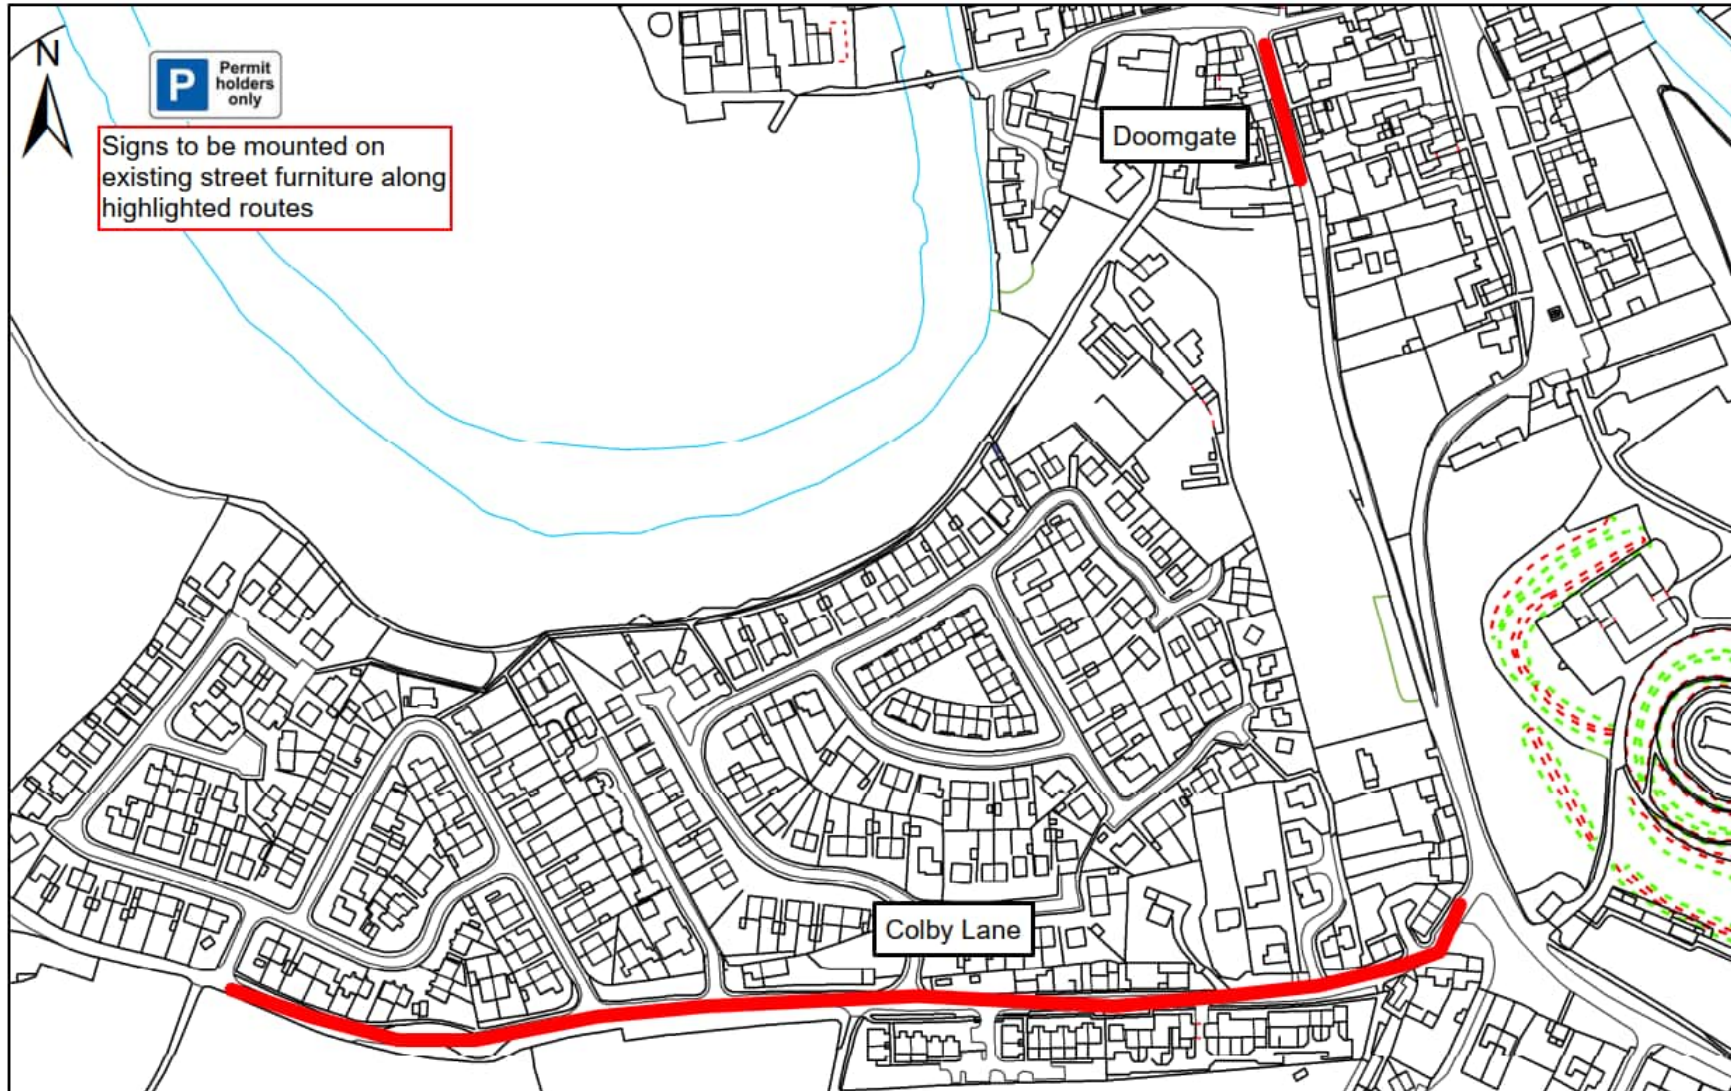 N
P
Permit
holders
only
Signs to be mounted on
existing street furniture along
highlighted routes
Doomgate
Colby Lane